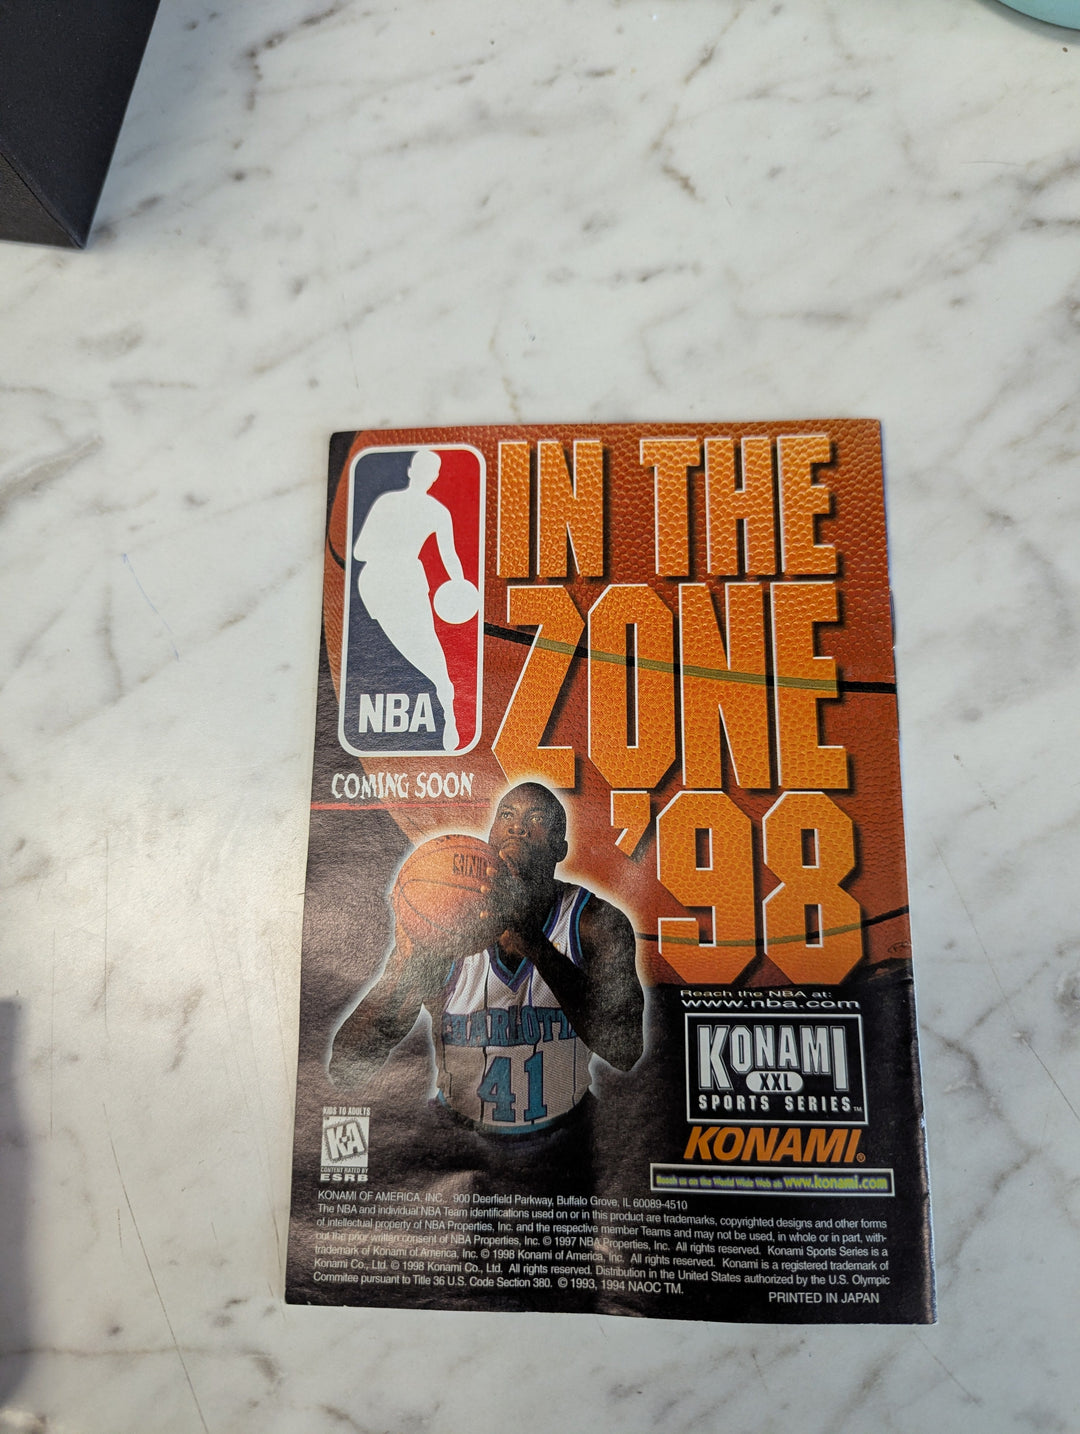 IN THE
ZONE
'98
NBA
COMING SOON
CHARLOTTE
41
Reach the NBA at:
www.nba.com
KONAMI
XXL
SPORTS SERIES™
KONAMI®
Reach us on the World Wide Web at: www.konami.com
KIDS TO ADULTS
K-A
CONTENT RATED BY
ESRB
KONAMI OF AMERICA, INC., 900 Deerfield Parkway, Buffalo Grove, IL 60089-4510
The NBA and individual NBA Team identifications used on or in this product are trademarks, copyrighted designs and other forms
of intellectual property of NBA Properties, Inc. and the respective member Teams and may not be used, in whole or in part, with-
out the prior written consent of NBA Properties, Inc. © 1997 NBA Properties, Inc. All rights reserved. Konami Sports Series is a
trademark of Konami of America, Inc. © 1998 Konami of America, Inc. All rights reserved. Konami is a registered trademark of
Konami Co., Ltd. © 1998 Konami Co., Ltd. All rights reserved. Distribution in the United States authorized by the U.S. Olympic
Commitee pursuant to Title 36 U.S. Code Section 380. © 1993, 1994 NAOC TM.
PRINTED IN JAPAN